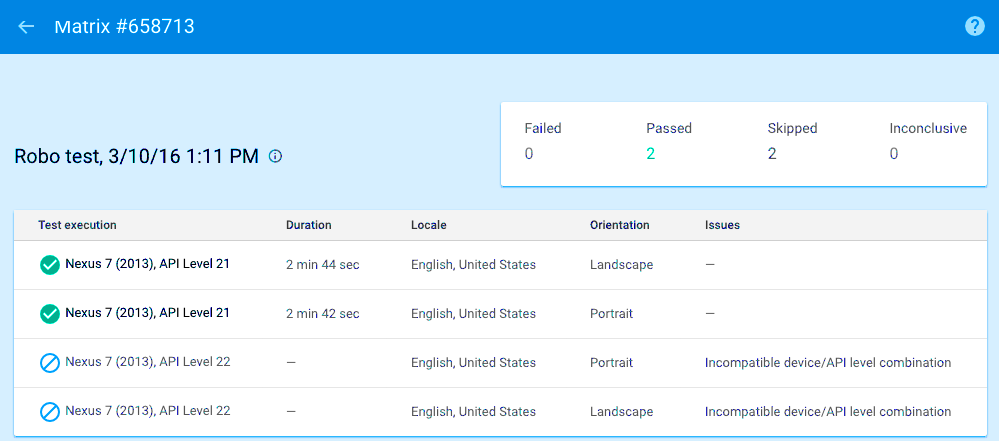 Matrix #658713
Failed Passed Skipped Inconclusive
0 2 2 0
Robo test, 3/10/16 1:11 PM
Test execution Duration Locale Orientation Issues
Nexus 7 (2013), API Level 21 2 min 44 sec English, United States Landscape —
Nexus 7 (2013), API Level 21 2 min 42 sec English, United States Portrait —
Nexus 7 (2013), API Level 22 — English, United States Portrait Incompatible device/API level combination
Nexus 7 (2013), API Level 22 — English, United States Landscape Incompatible device/API level combination